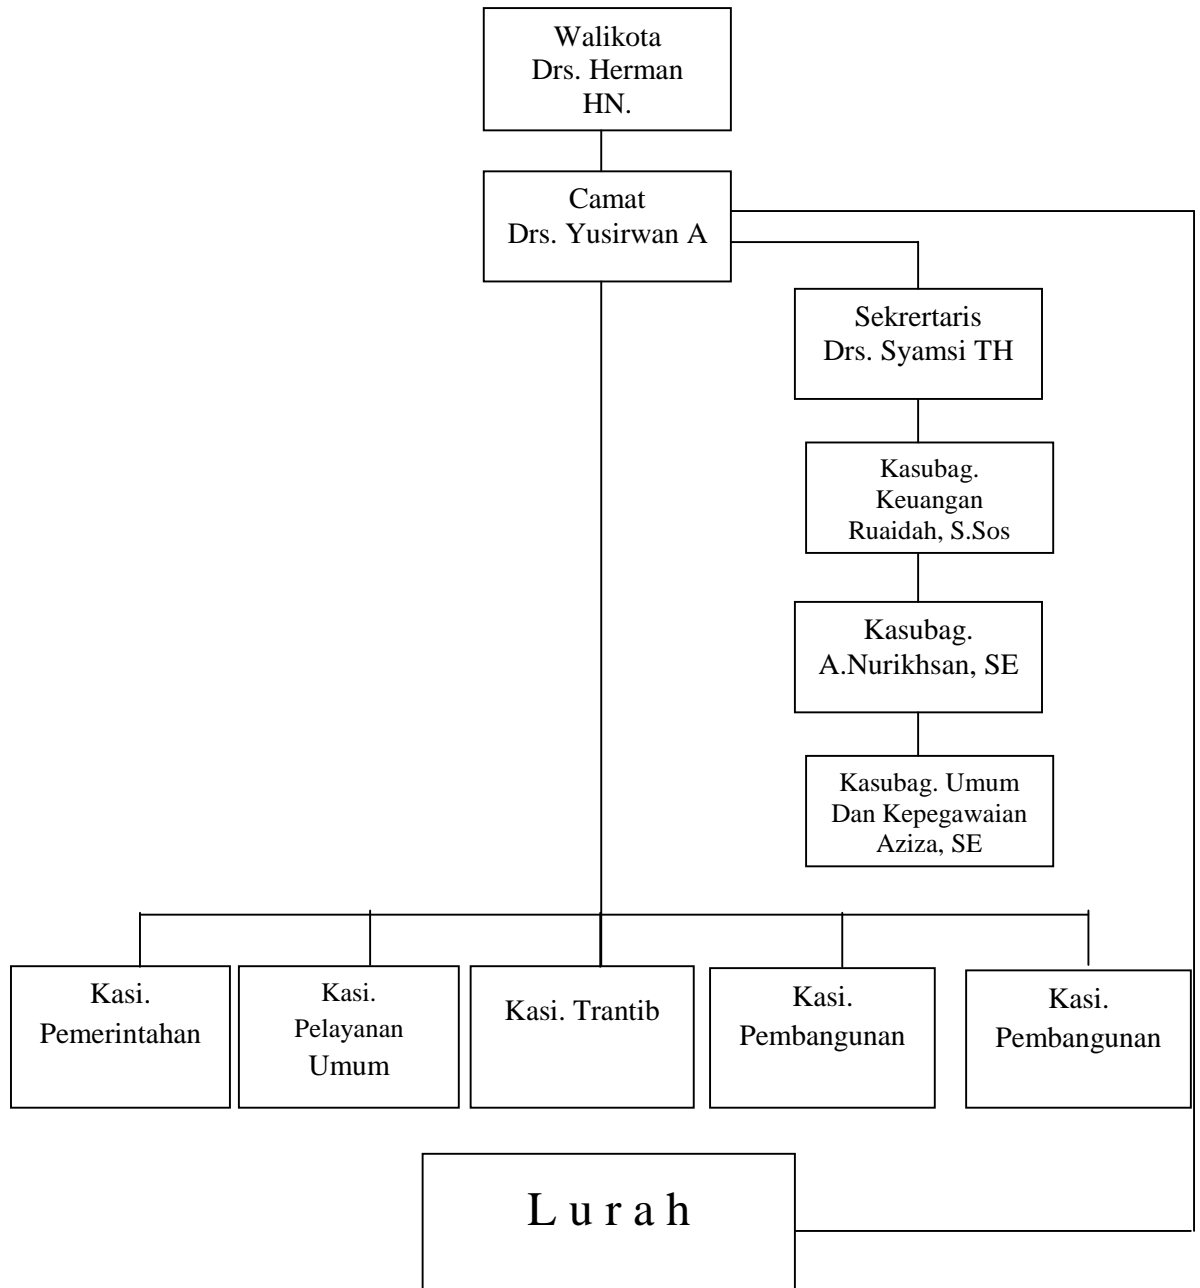 Walikota
Drs. Herman
HN.
Camat
Drs. Yusirwan A
Sekrertaris
Drs. Syamsi TH
Kasubag.
Keuangan
Ruaidah, S.Sos
Kasubag.
A.Nurikhsan, SE
Kasubag. Umum
Dan Kepegawaian
Aziza, SE
Kasi.
Pemerintahan
Kasi.
Pelayanan
Umum
Kasi. Trantib
Kasi.
Pembangunan
Kasi.
Pembangunan
L u r a h